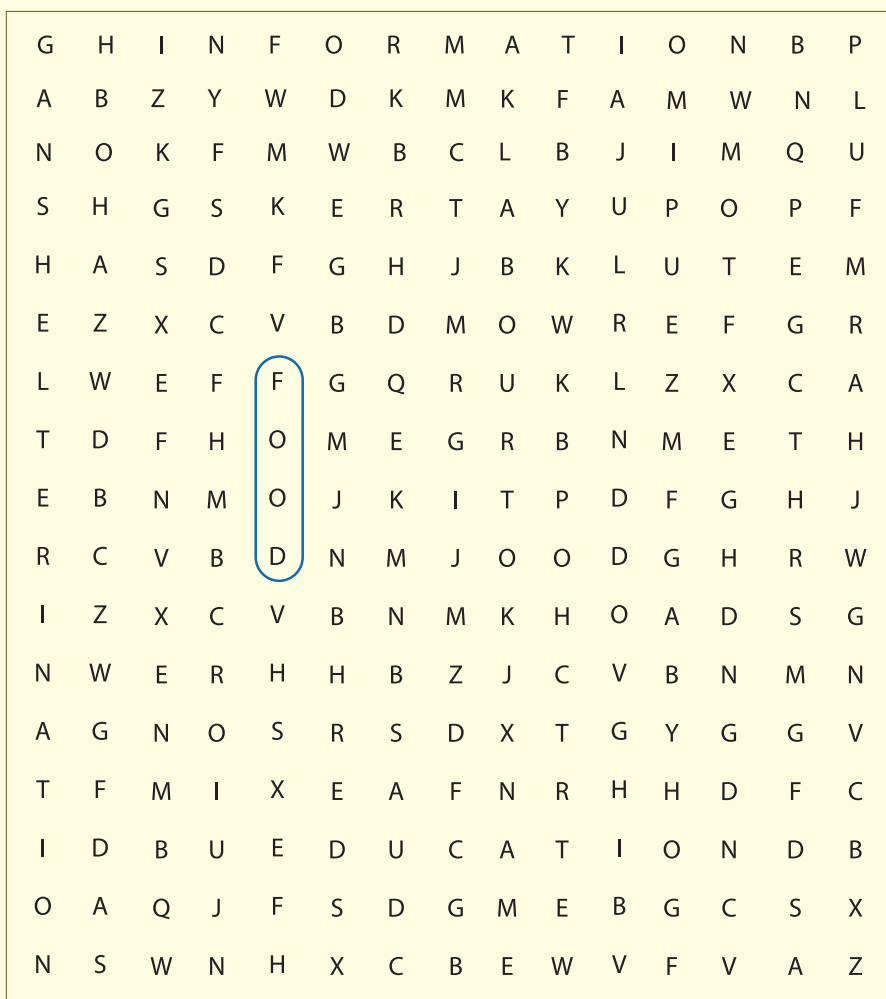 G H I N F O R M A T I O N B P
A B Z Y W D K M K F A M W N L
N O K F M W B C L B J I M Q U
S H G S K E R T A Y U P O P F
H A S D F G H J B K L U T E M
E Z X C V B D M O W R E F G R
L W E F F G Q R U K L Z X C A
T D F H O M E G R B N M E T H
E B N M O J K I T P D F G H J
R C V B D N M J O O D G H R W
I Z X C V B N M K H O A D S G
N W E R H H B Z J C V B N M N
A G N O S R S D X T G Y G G V
T F M I X E A F N R H H D F C
I D B U E D U C A T I O N D B
O A Q J F S D G M E B G C S X
N S W N H X C B E W V F V A Z